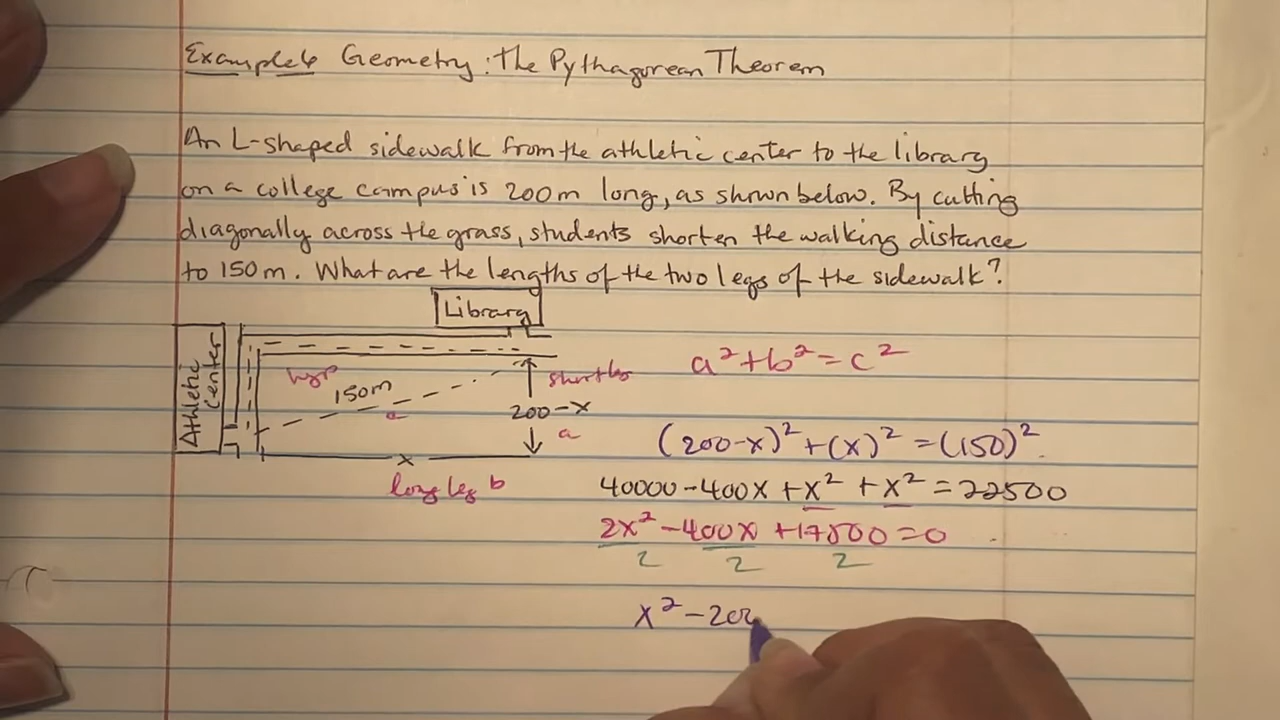 Example 6 Geometry: the Pythagorean Theorem
An L-shaped sidewalk from the athletic center to the library
on a college campus is 200m long, as shown below. By cutting
diagonally across the grass, students shorten the walking distance
to 150m. What are the lengths of the two legs of the sidewalk?
Library
Athletic
Center
hyp
150m
c
short leg
200-x
a
x
long leg b
a²+b²=c²
(200-x)²+(x)²=(150)²
40000-400x+x²+x²=22500
2x²-400x+17500=0
2 2 2
x²-200